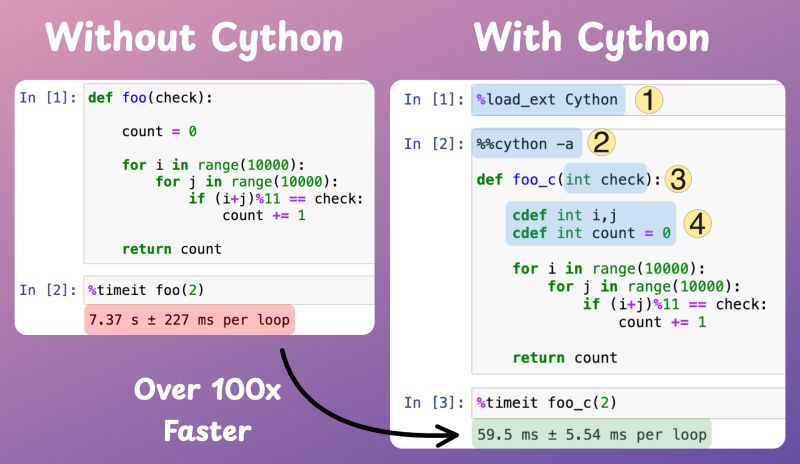 Without Cython
In [1]: def foo(check):
count = 0
for i in range(10000):
for j in range(10000):
if (i+j)%11 == check:
count += 1
return count
In [2]: %timeit foo(2)
7.37 s ± 227 ms per loop
Over 100x
Faster
With Cython
In [1]: %load_ext Cython 1
In [2]: %%cython -a 2
def foo_c(int check): 3
cdef int i,j
cdef int count = 0 4
for i in range(10000):
for j in range(10000):
if (i+j)%11 == check:
count += 1
return count
In [3]: %timeit foo_c(2)
59.5 ms ± 5.54 ms per loop